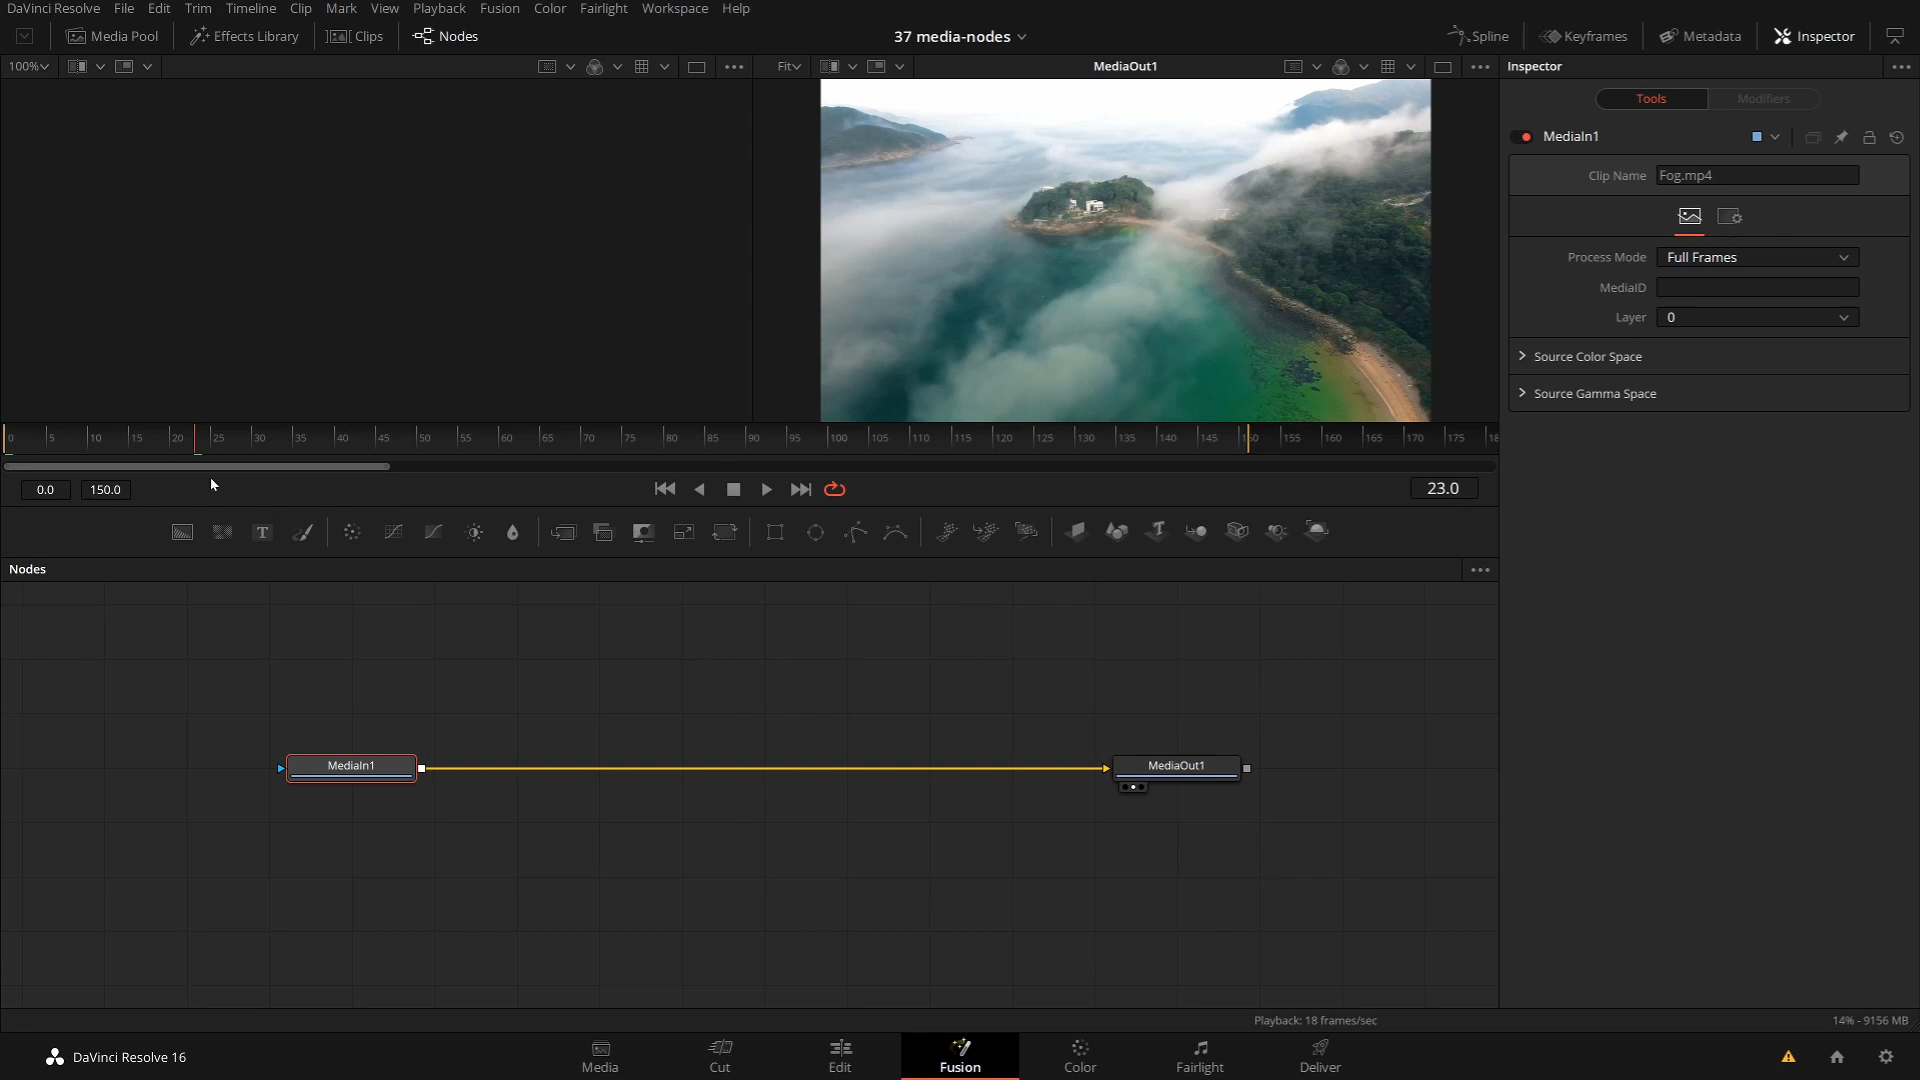 DaVinci Resolve File Edit Trim Timeline Clip Mark View Playback Fusion Color Fairlight Workspace Help
Media Pool Effects Library Clips Nodes 37 media-nodes Spline Keyframes Metadata Inspector
100% Fit MediaOut1 Inspector
Tools Modifiers
MediaIn1
Clip Name Fog.mp4
Process Mode Full Frames
MediaID
Layer 0
Source Color Space
Source Gamma Space
0 5 10 15 20 25 30 35 40 45 50 55 60 65 70 75 80 85 90 95 100 105 110 115 120 125 130 135 140 145 150 155 160 165 170 175 18
0.0 150.0 23.0
Nodes
MediaIn1 MediaOut1
Playback: 18 frames/sec 14% - 9156 MB
DaVinci Resolve 16 Media Cut Edit Fusion Color Fairlight Deliver